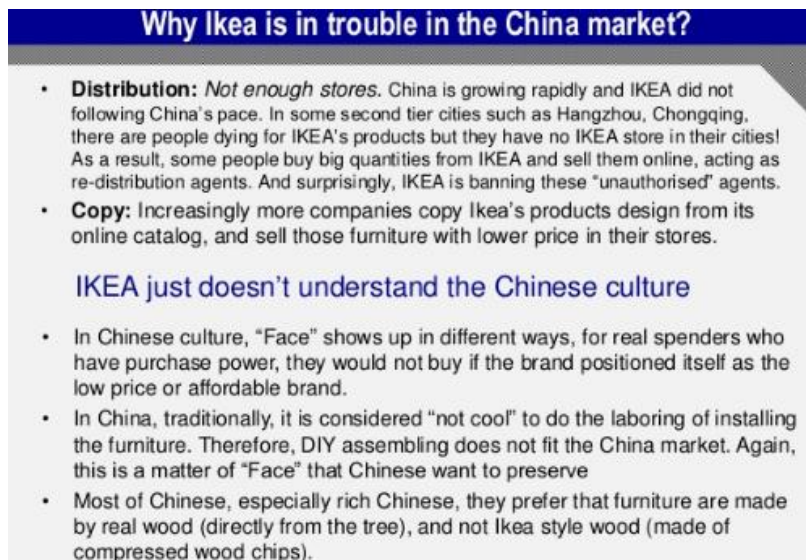 Why Ikea is in trouble in the China market?
• Distribution: Not enough stores. China is growing rapidly and IKEA did not
following China's pace. In some second tier cities such as Hangzhou, Chongqing,
there are people dying for IKEA's products but they have no IKEA store in their cities!
As a result, some people buy big quantities from IKEA and sell them online, acting as
re-distribution agents. And surprisingly, IKEA is banning these "unauthorised" agents.
• Copy: Increasingly more companies copy Ikea's products design from its
online catalog, and sell those furniture with lower price in their stores.
IKEA just doesn't understand the Chinese culture
• In Chinese culture, "Face" shows up in different ways, for real spenders who
have purchase power, they would not buy if the brand positioned itself as the
low price or affordable brand.
• In China, traditionally, it is considered "not cool" to do the laboring of installing
the furniture. Therefore, DIY assembling does not fit the China market. Again,
this is a matter of "Face" that Chinese want to preserve
• Most of Chinese, especially rich Chinese, they prefer that furniture are made
by real wood (directly from the tree), and not Ikea style wood (made of
compressed wood chips).